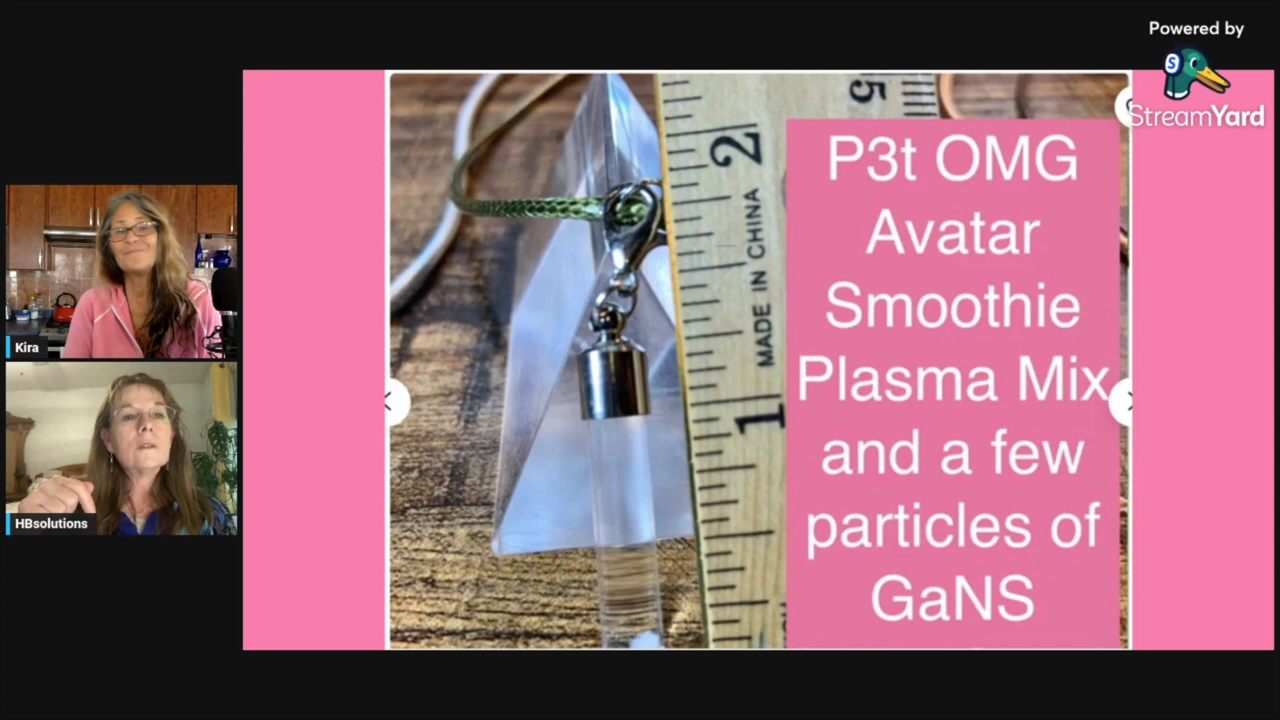 Powered by
StreamYard
5
2
MADE IN CHINA
1
P3t OMG
Avatar
Smoothie
Plasma Mix
and a few
particles of
GaNS
Kira
HBsolutions